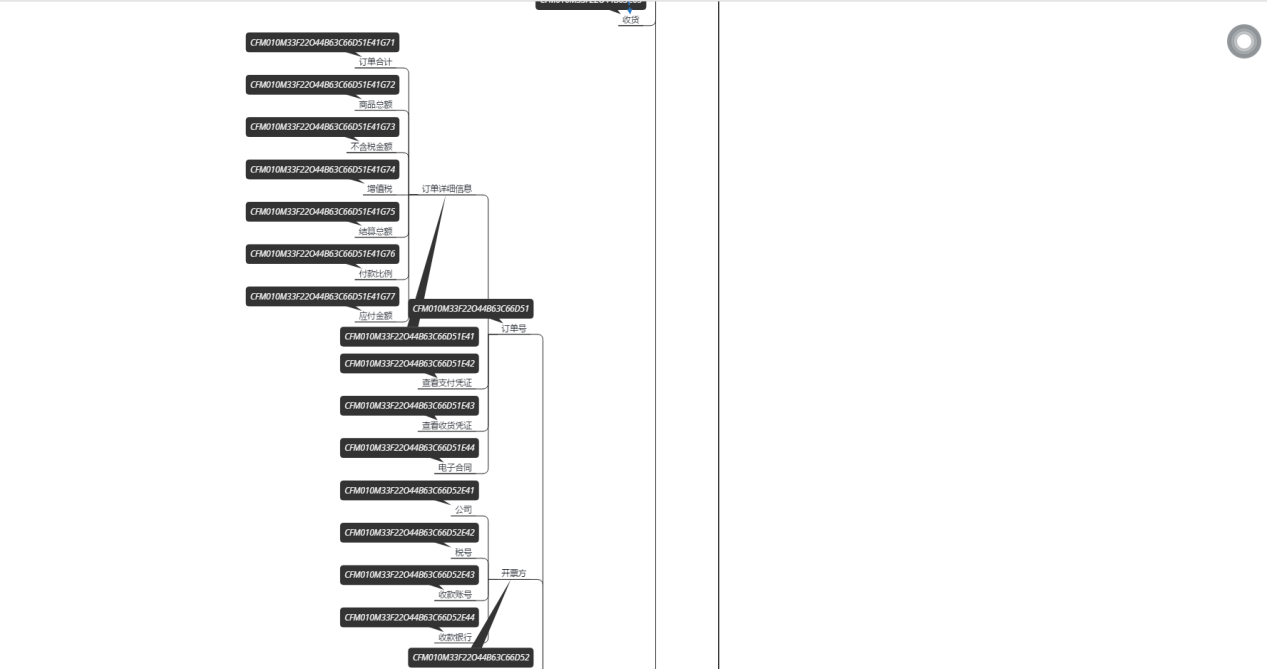 收货
CFM010M33F22O44B63C66D51E41G71
订单合计
CFM010M33F22O44B63C66D51E41G72
商品总额
CFM010M33F22O44B63C66D51E41G73
不含税金额
CFM010M33F22O44B63C66D51E41G74
增值税
订单详细信息
CFM010M33F22O44B63C66D51E41G75
结算总额
CFM010M33F22O44B63C66D51E41G76
付款比例
CFM010M33F22O44B63C66D51E41G77
应付金额
CFM010M33F22O44B63C66D51
订单号
CFM010M33F22O44B63C66D51E41
CFM010M33F22O44B63C66D51E42
查看支付凭证
CFM010M33F22O44B63C66D51E43
查看收货凭证
CFM010M33F22O44B63C66D51E44
电子合同
CFM010M33F22O44B63C66D52E41
公司
CFM010M33F22O44B63C66D52E42
税号
CFM010M33F22O44B63C66D52E43
开票方
收款账号
CFM010M33F22O44B63C66D52E44
收款银行
CFM010M33F22O44B63C66D52